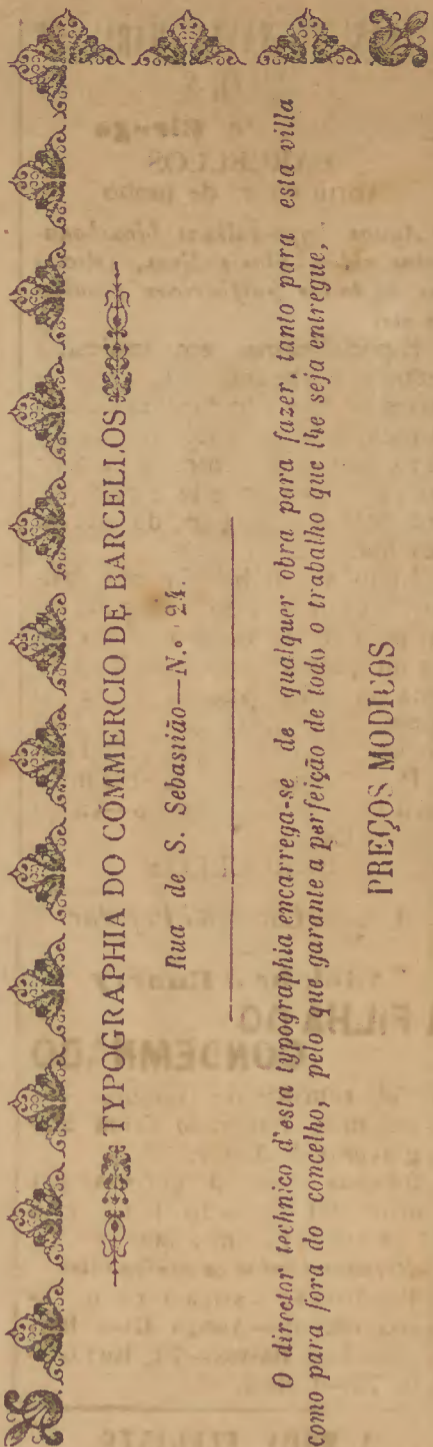 TYPOGRAPHIA DO COMMERCIO DE BARCELLOS
Rua de S. Sebastião—N.º 24.
O director technico d'esta typographia encarrega-se de qualquer obra para fazer, tanto para esta villa
como para fora do concelho, pelo que garante a perfeição de todo o trabalho que lhe seja entregue,
PREÇOS MODICOS